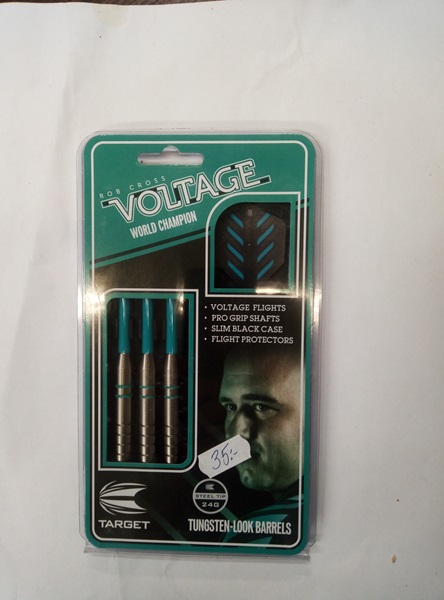 ROB CROSS
VOLTAGE
WORLD CHAMPION
• VOLTAGE FLIGHTS
• PRO GRIP SHAFTS
• SLIM BLACK CASE
• FLIGHT PROTECTORS
35:-
STEEL TIP
24G
TARGET
TUNGSTEN-LOOK BARRELS